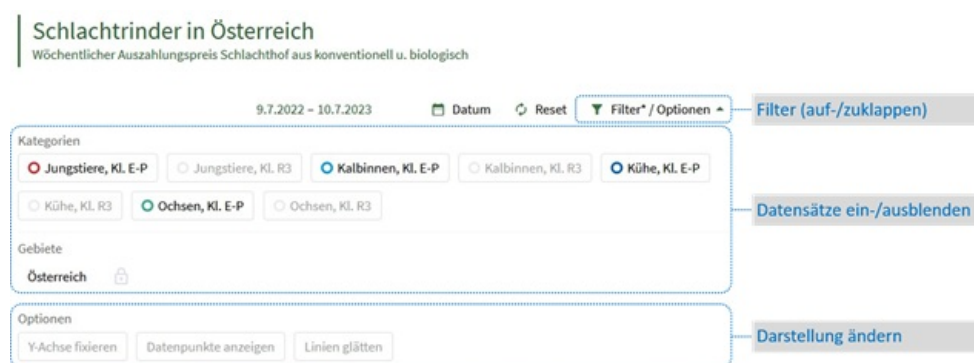 Schlachtrinder in Österreich
Wöchentlicher Auszahlungspreis Schlachthof aus konventionell u. biologisch
9.7.2022 – 10.7.2023 Datum Reset Filter* / Optionen Filter (auf-/zuklappen)
Kategorien
Jungstiere, Kl. E-P Jungstiere, Kl. R3 Kalbinnen, Kl. E-P Kalbinnen, Kl. R3 Kühe, Kl. E-P
Kühe, Kl. R3 Ochsen, Kl. E-P Ochsen, Kl. R3 Datensätze ein-/ausblenden
Gebiete
Österreich
Optionen
Y-Achse fixieren Datenpunkte anzeigen Linien glätten Darstellung ändern